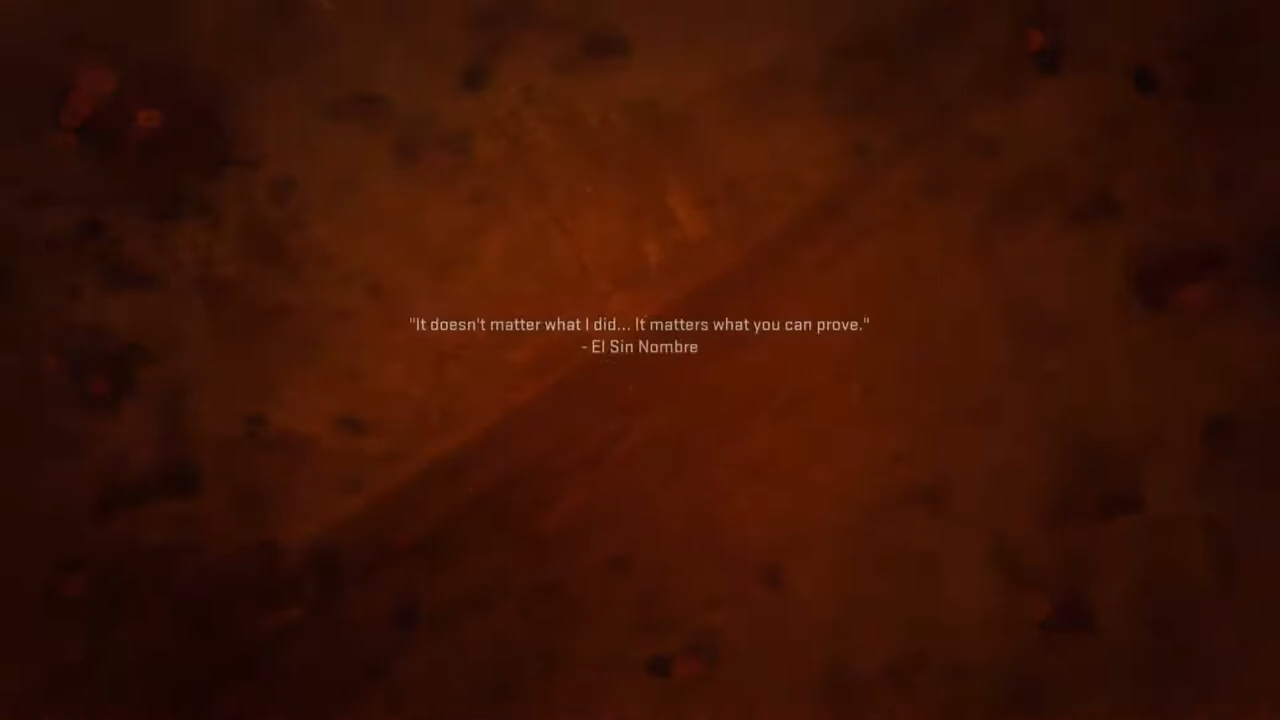 "It doesn't matter what I did... It matters what you can prove."
- El Sin Nombre